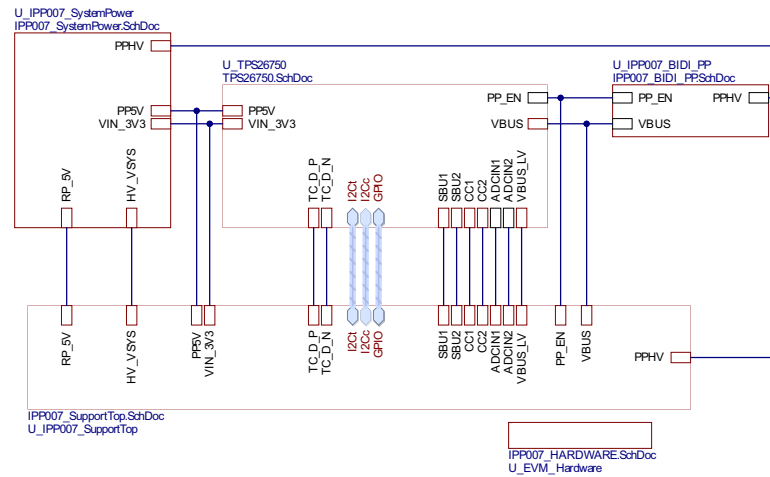 U_IPP007_SystemPower
IPP007_SystemPower.SchDoc
PPHV
PP5V
VIN_3V3
RP_5V
HV_VSYS
U_TPS26750
TPS26750.SchDoc
PP5V
VIN_3V3
PP_EN
VBUS
TC_D_P
TC_D_N
I2Ct
I2Cc
GPIO
SBU1
SBU2
CC1
CC2
ADCIN1
ADCIN2
VBUS_LV
U_IPP007_BIDI_PP
IPP007_BIDI_PP.SchDoc
PP_EN
PPHV
VBUS
RP_5V
HV_VSYS
PP5V
VIN_3V3
TC_D_P
TC_D_N
I2Ct
I2Cc
GPIO
SBU1
SBU2
CC1
CC2
ADCIN1
ADCIN2
VBUS_LV
PP_EN
VBUS
PPHV
IPP007_SupportTop.SchDoc
U_IPP007_SupportTop
IPP007_HARDWARE.SchDoc
U_EVM_Hardware